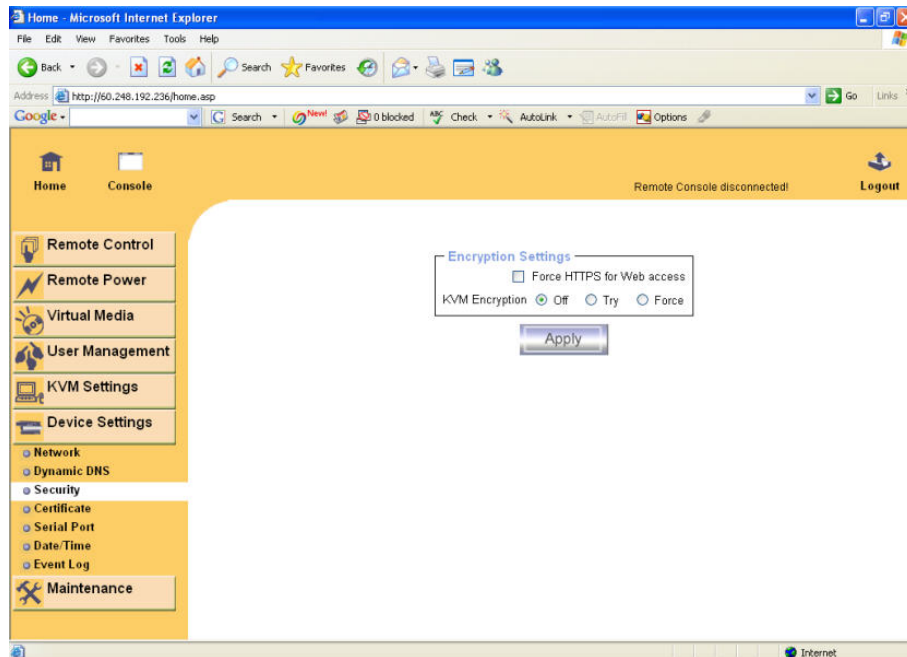 Home - Microsoft Internet Explorer
File Edit View Favorites Tools Help
Back Search Favorites
Address http://60.248.192.236/home.asp Go Links
Google Search New! 0 blocked ABC Check AutoLink AutoFill Options
Home Console Remote Console disconnected! Logout
Remote Control
Remote Power
Virtual Media
User Management
KVM Settings
Device Settings
Network
Dynamic DNS
Security
Certificate
Serial Port
Date/Time
Event Log
Maintenance
Encryption Settings
Force HTTPS for Web access
KVM Encryption Off Try Force
Apply
Internet